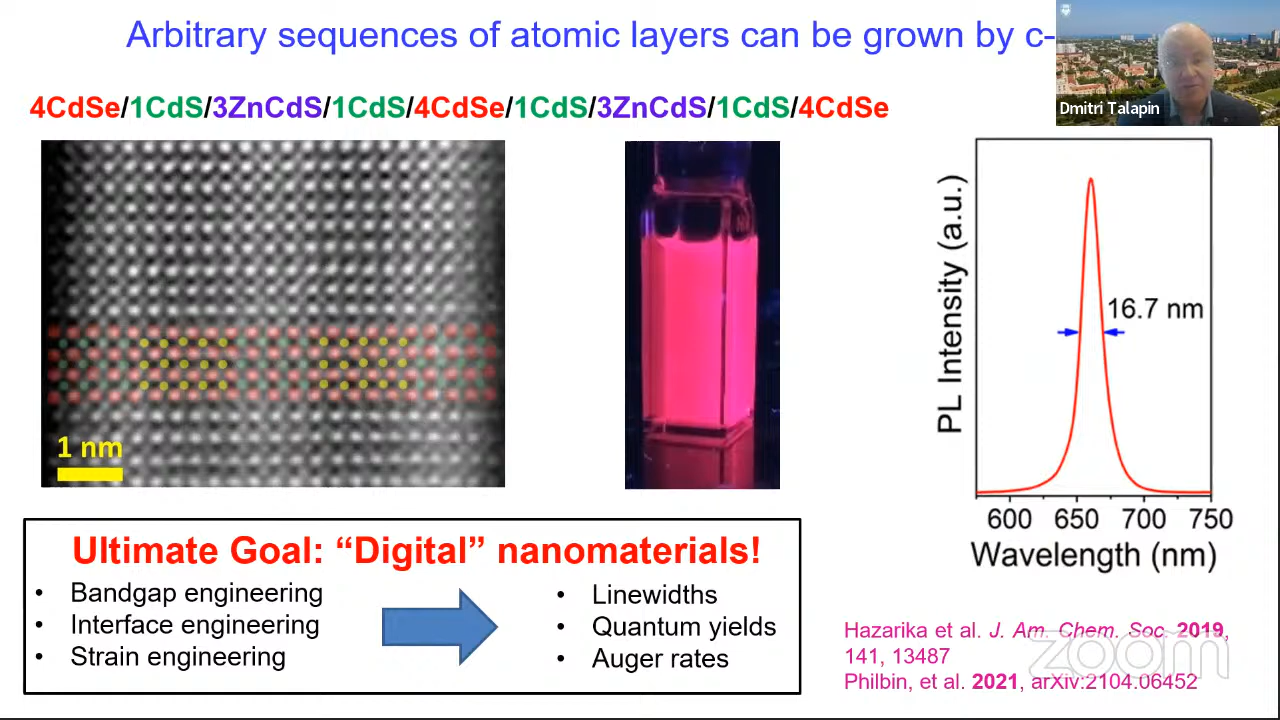 Arbitrary sequences of atomic layers can be grown by c-
Dmitri Talapin
4CdSe/1CdS/3ZnCdS/1CdS/4CdSe/1CdS/3ZnCdS/1CdS/4CdSe
1 nm
PL Intensity (a.u.)
16.7 nm
600 650 700 750
Wavelength (nm)
Ultimate Goal: “Digital” nanomaterials!
• Bandgap engineering
• Interface engineering
• Strain engineering
• Linewidths
• Quantum yields
• Auger rates
Hazarika et al. J. Am. Chem. Soc. 2019,
141, 13487
Philbin, et al. 2021, arXiv:2104.06452
zoom